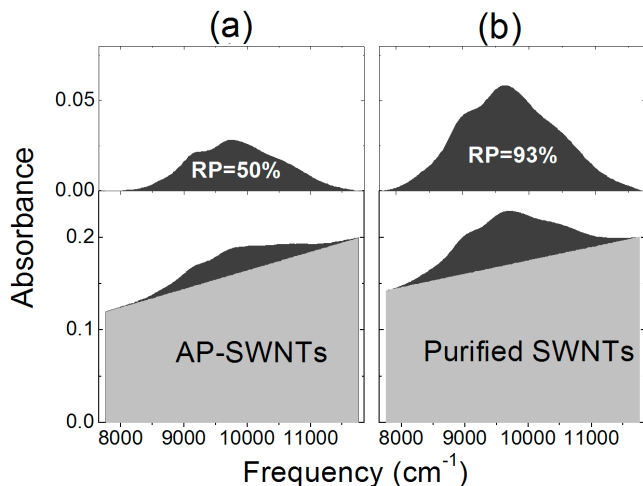 (a) (b)
Absorbance
0.05
0.00
RP=50%
RP=93%
0.2
0.1
0.0
AP-SWNTs
Purified SWNTs
8000 9000 10000 11000
8000 9000 10000 11000
Frequency (cm⁻¹)